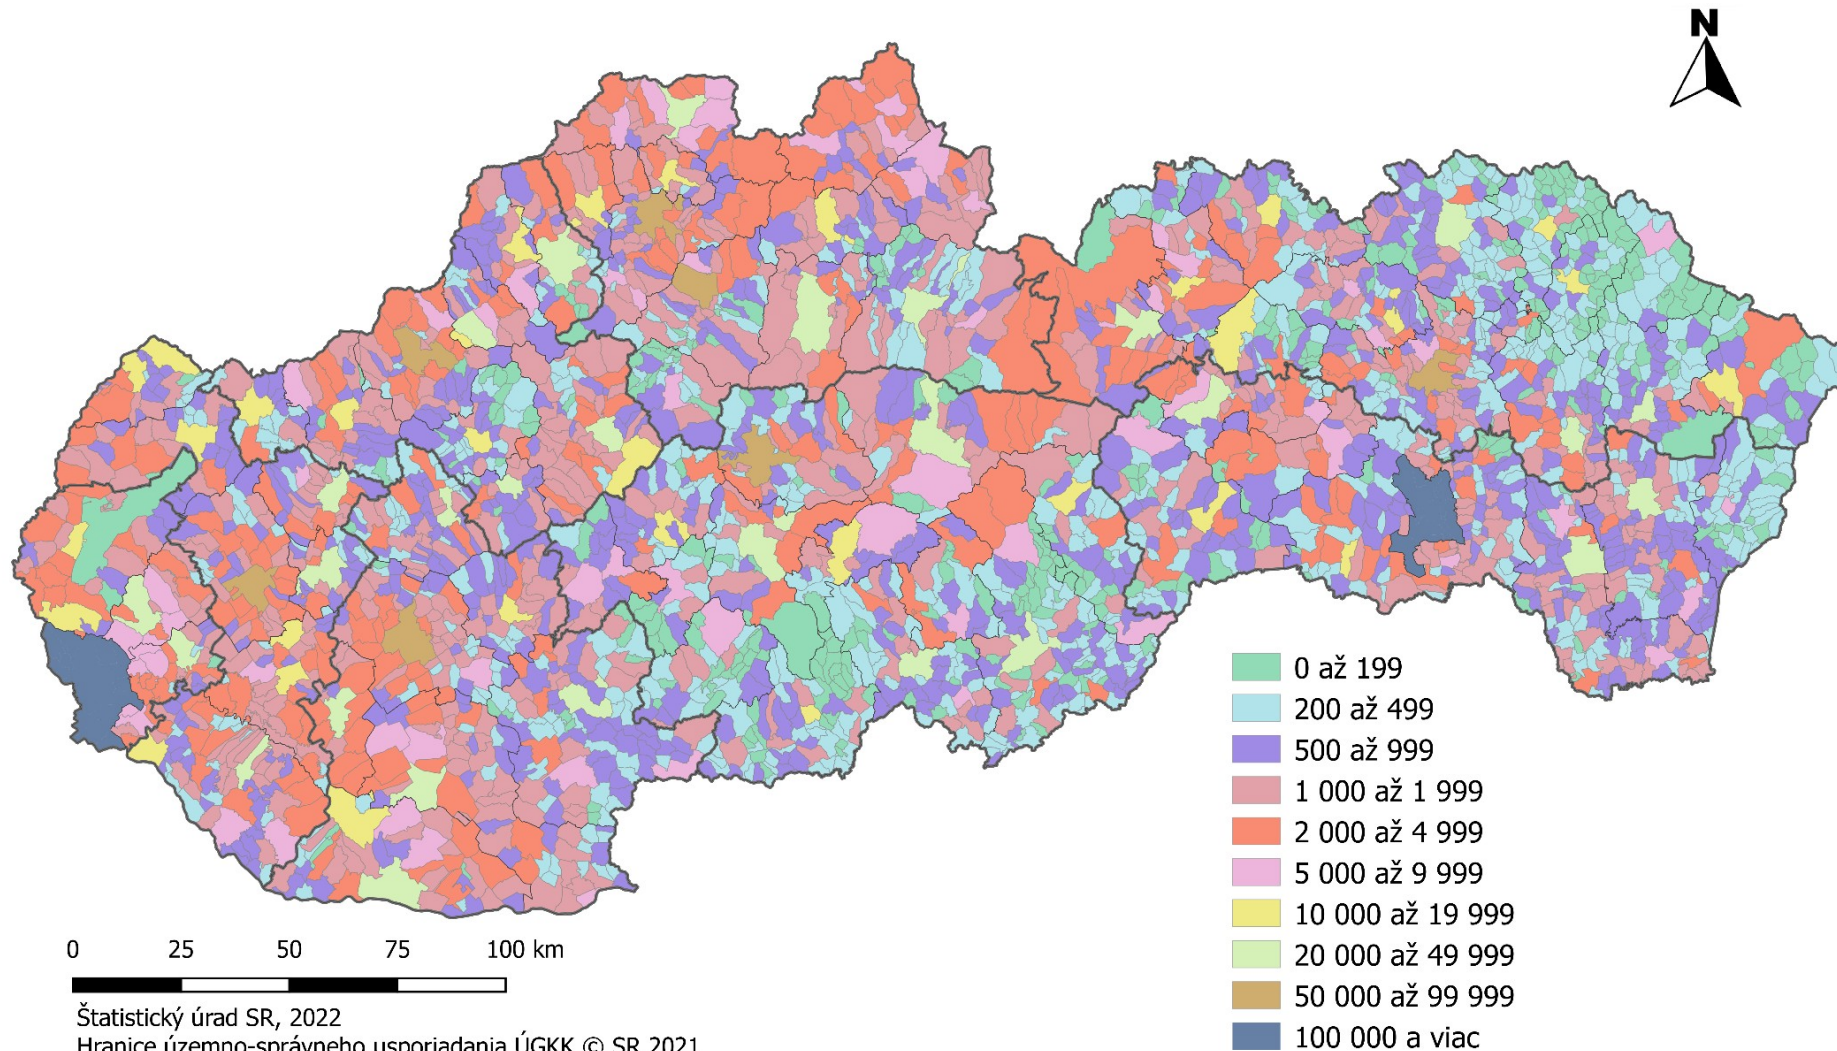 N
0 až 199
200 až 499
500 až 999
1 000 až 1 999
2 000 až 4 999
5 000 až 9 999
10 000 až 19 999
20 000 až 49 999
50 000 až 99 999
100 000 a viac
0 25 50 75 100 km
Štatistický úrad SR, 2022
Hranice územno-správneho usporiadania ÚGKK © SR 2021